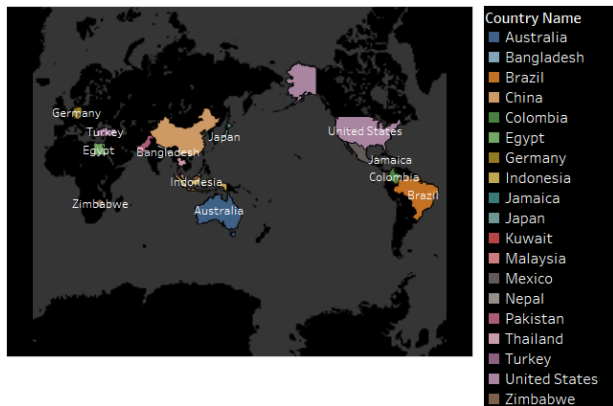 Germany
Turkey
Egypt
Bangladesh
Japan
Indonesia
Zimbabwe
Australia
United States
Jamaica
Colombia
Brazil
Country Name
Australia
Bangladesh
Brazil
China
Colombia
Egypt
Germany
Indonesia
Jamaica
Japan
Kuwait
Malaysia
Mexico
Nepal
Pakistan
Thailand
Turkey
United States
Zimbabwe